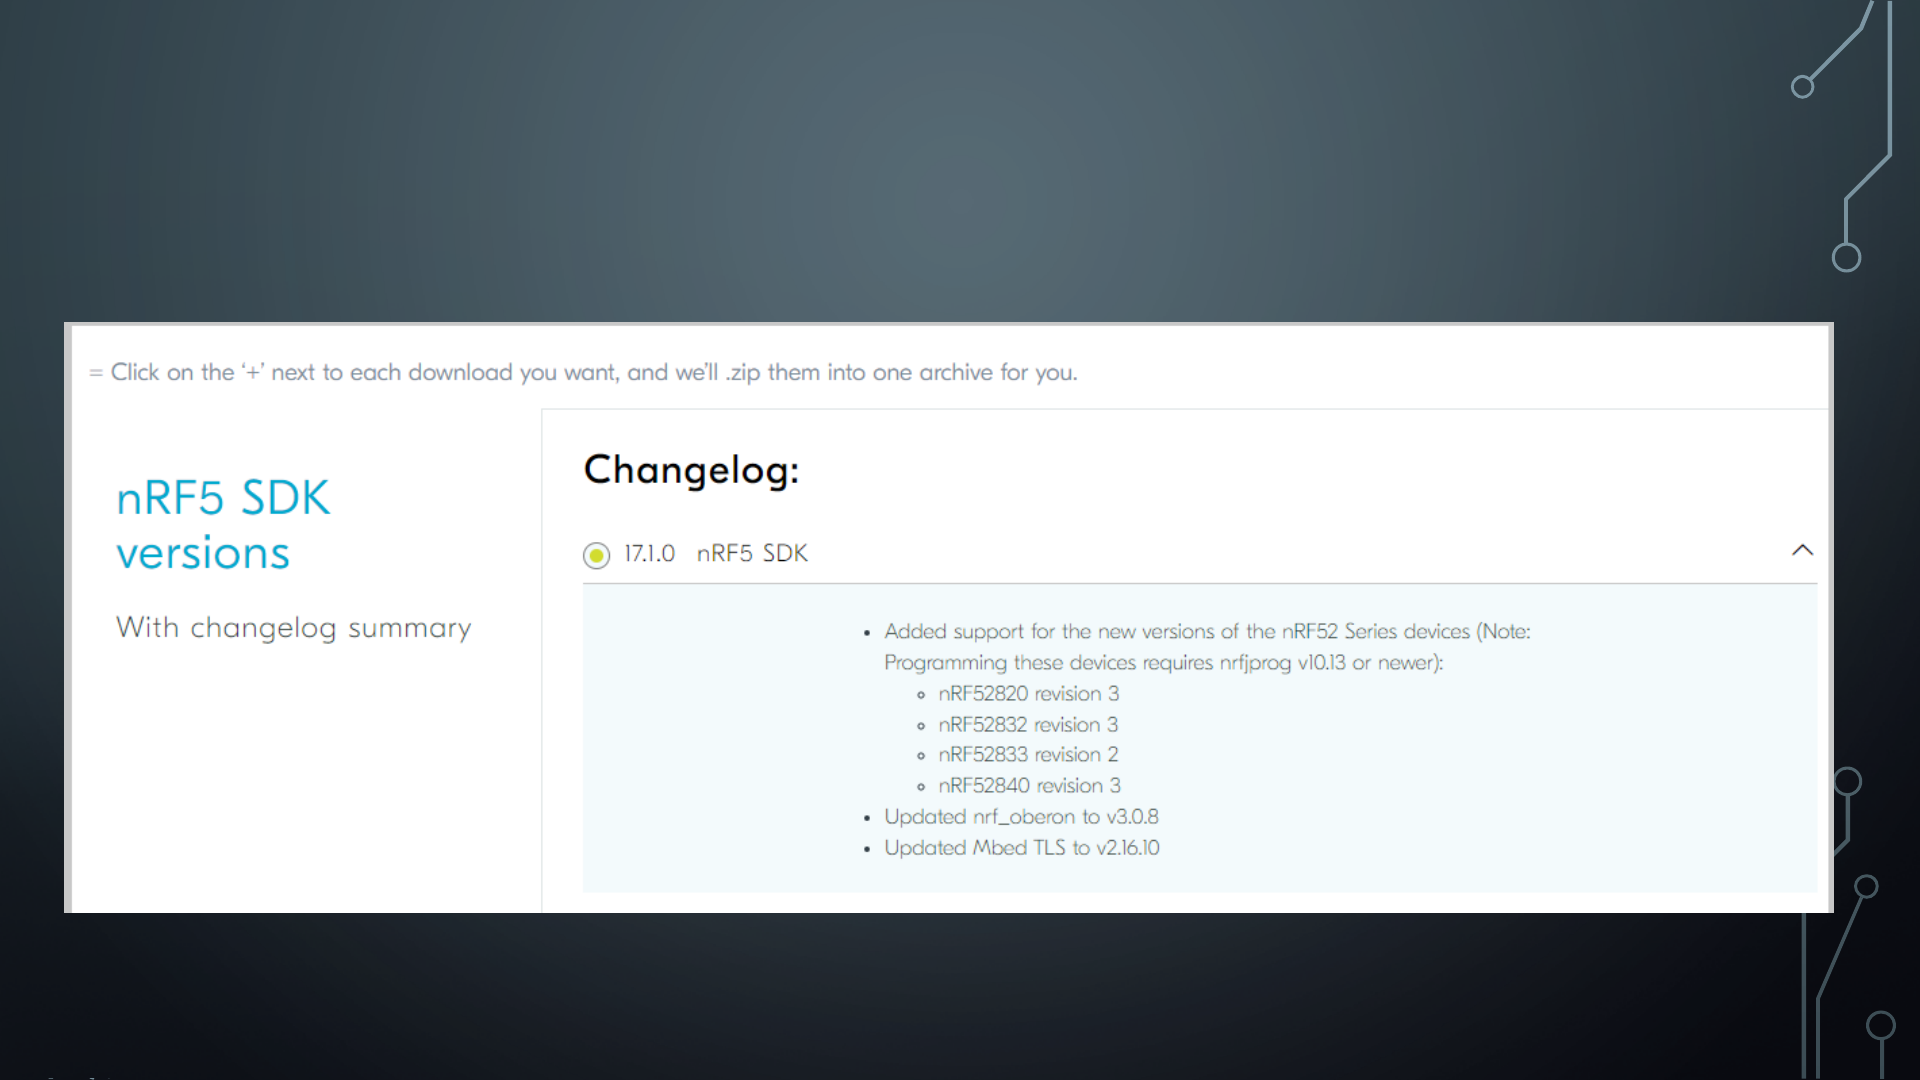 = Click on the ‘+’ next to each download you want, and we’ll .zip them into one archive for you.
nRF5 SDK
versions
With changelog summary
Changelog:
17.1.0 nRF5 SDK
• Added support for the new versions of the nRF52 Series devices (Note:
Programming these devices requires nrfjprog v10.13 or newer):
◦ nRF52820 revision 3
◦ nRF52832 revision 3
◦ nRF52833 revision 2
◦ nRF52840 revision 3
• Updated nrf_oberon to v3.0.8
• Updated Mbed TLS to v2.16.10